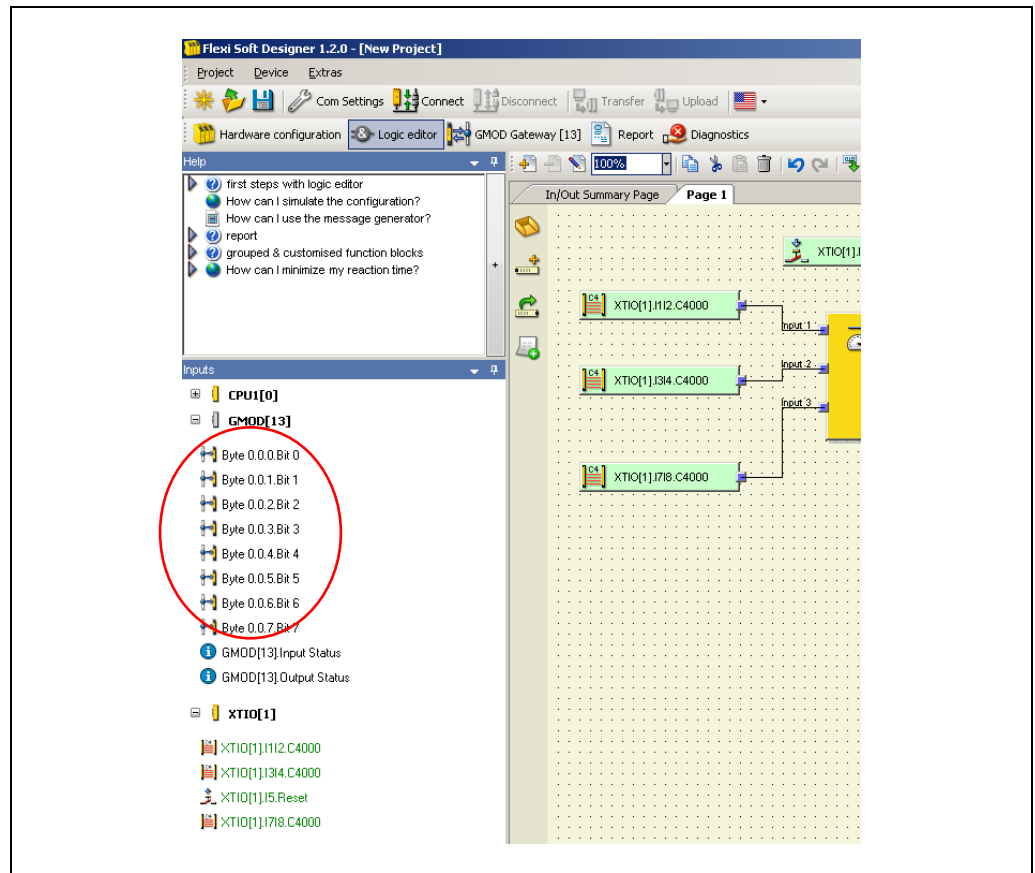 Flexi Soft Designer 1.2.0 - [New Project]
Project Device Extras
Com Settings Connect Disconnect Transfer Upload
Hardware configuration Logic editor GMOD Gateway [13] Report Diagnostics
Help
100%
first steps with logic editor
How can I simulate the configuration?
How can I use the message generator?
report
grouped & customised function blocks
How can I minimize my reaction time?
+
In/Out Summary Page Page 1
XTIO[1].I
C4 XTIO[1].I1I2.C4000
Input 1
Input 2
C4 XTIO[1].I3I4.C4000
Input 3
C4 XTIO[1].I7I8.C4000
Inputs
CPU1[0]
GMOD[13]
Byte 0.0.0.Bit 0
Byte 0.0.1.Bit 1
Byte 0.0.2.Bit 2
Byte 0.0.3.Bit 3
Byte 0.0.4.Bit 4
Byte 0.0.5.Bit 5
Byte 0.0.6.Bit 6
Byte 0.0.7.Bit 7
GMOD[13].Input Status
GMOD[13].Output Status
XTIO[1]
XTIO[1].I1I2.C4000
XTIO[1].I3I4.C4000
XTIO[1].I5.Reset
XTIO[1].I7I8.C4000